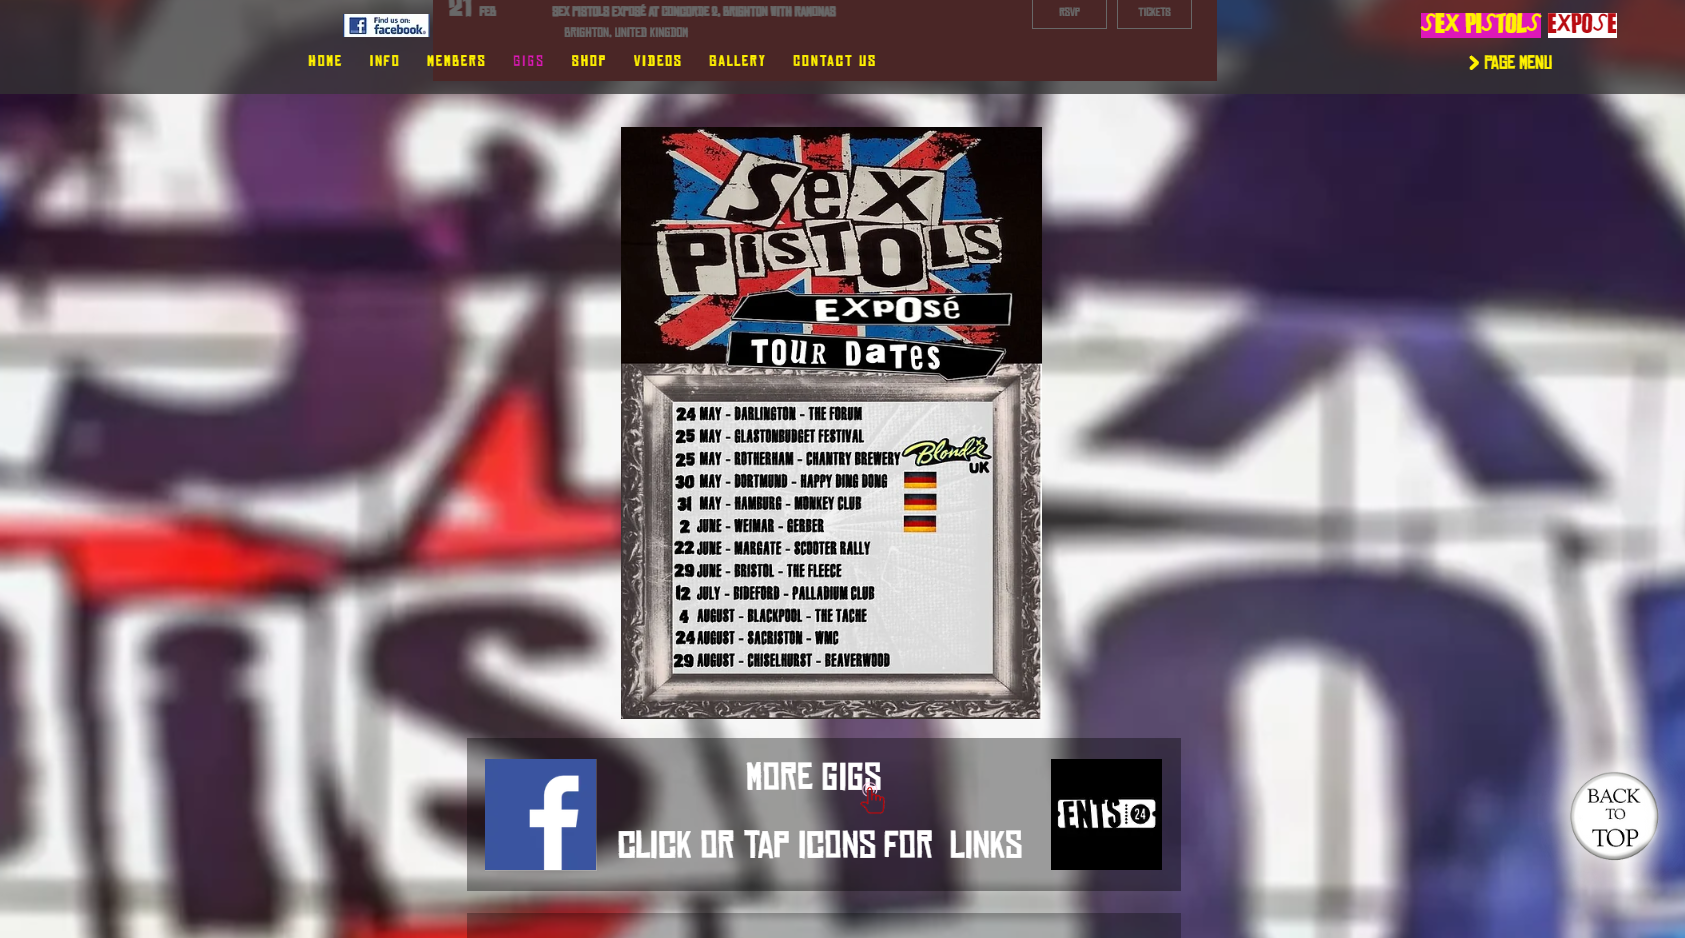 21 FEB SEX PISTOLS EXPOSÉ AT CONCORDE 2, BRIGHTON WITH RAMONAS
BRIGHTON, UNITED KINGDOM
RSVP
TICKETS
Find us on:
facebook.
SEX PISTOLS EXPOSE
HOME INFO MEMBERS GIGS SHOP VIDEOS GALLERY CONTACT US
> PAGE MENU
SeX
PiSTOLS
EXPOSé
TOUR DaTes
24 MAY - DARLINGTON - THE FORUM
25 MAY - GLASTONBUDGET FESTIVAL
25 MAY - ROTHERHAM - CHANTRY BREWERY Blondie UK
30 MAY - DORTMUND - HAPPY DING DONG
31 MAY - HAMBURG - MONKEY CLUB
2 JUNE - WEIMAR - GERBER
22 JUNE - MARGATE - SCOOTER RALLY
29 JUNE - BRISTOL - THE FLEECE
12 JULY - BIDEFORD - PALLADIUM CLUB
4 AUGUST - BLACKPOOL - THE TACHE
24 AUGUST - SACRISTON - WMC
29 AUGUST - CHISELHURST - BEAVERWOOD
MORE GIGS
CLICK OR TAP ICONS FOR LINKS
f
ENTS 24
BACK
TO
TOP